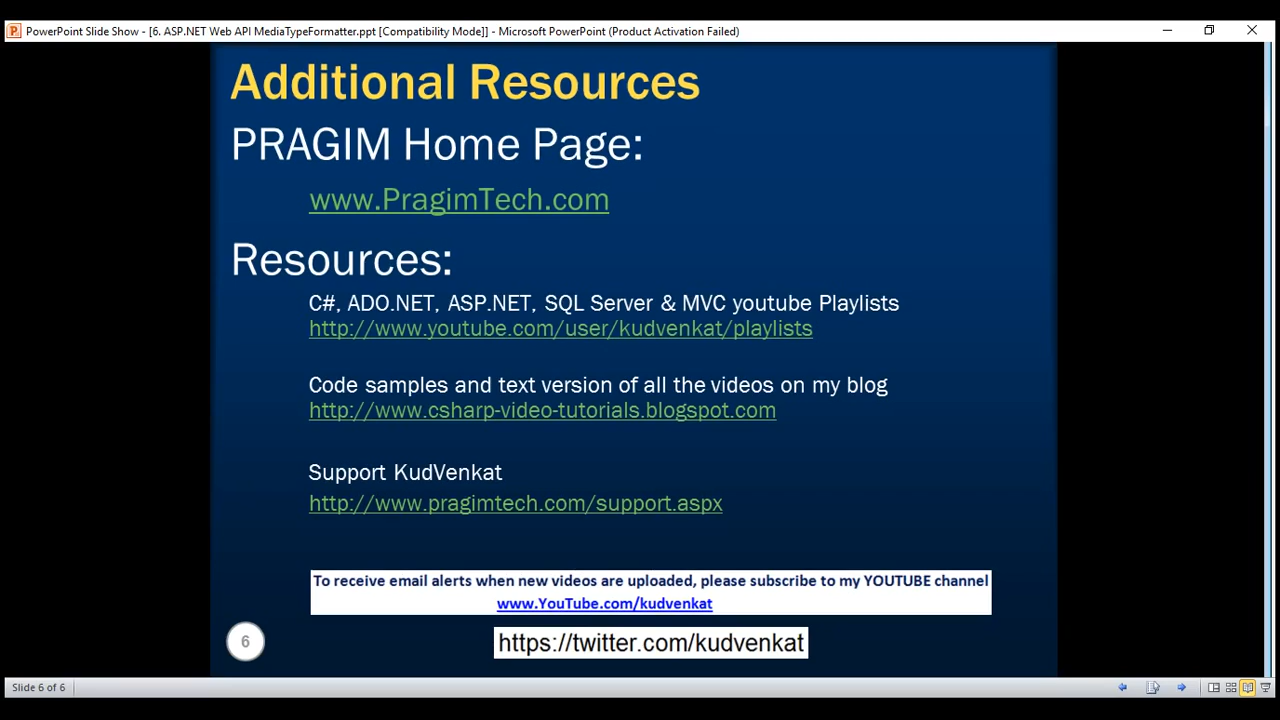 PowerPoint Slide Show - [6. ASP.NET Web API MediaTypeFormatter.ppt [Compatibility Mode]] - Microsoft PowerPoint (Product Activation Failed)
Additional Resources
PRAGIM Home Page:
www.PragimTech.com
Resources:
C#, ADO.NET, ASP.NET, SQL Server & MVC youtube Playlists
http://www.youtube.com/user/kudvenkat/playlists
Code samples and text version of all the videos on my blog
http://www.csharp-video-tutorials.blogspot.com
Support KudVenkat
http://www.pragimtech.com/support.aspx
To receive email alerts when new videos are uploaded, please subscribe to my YOUTUBE channel
www.YouTube.com/kudvenkat
6
https://twitter.com/kudvenkat
Slide 6 of 6